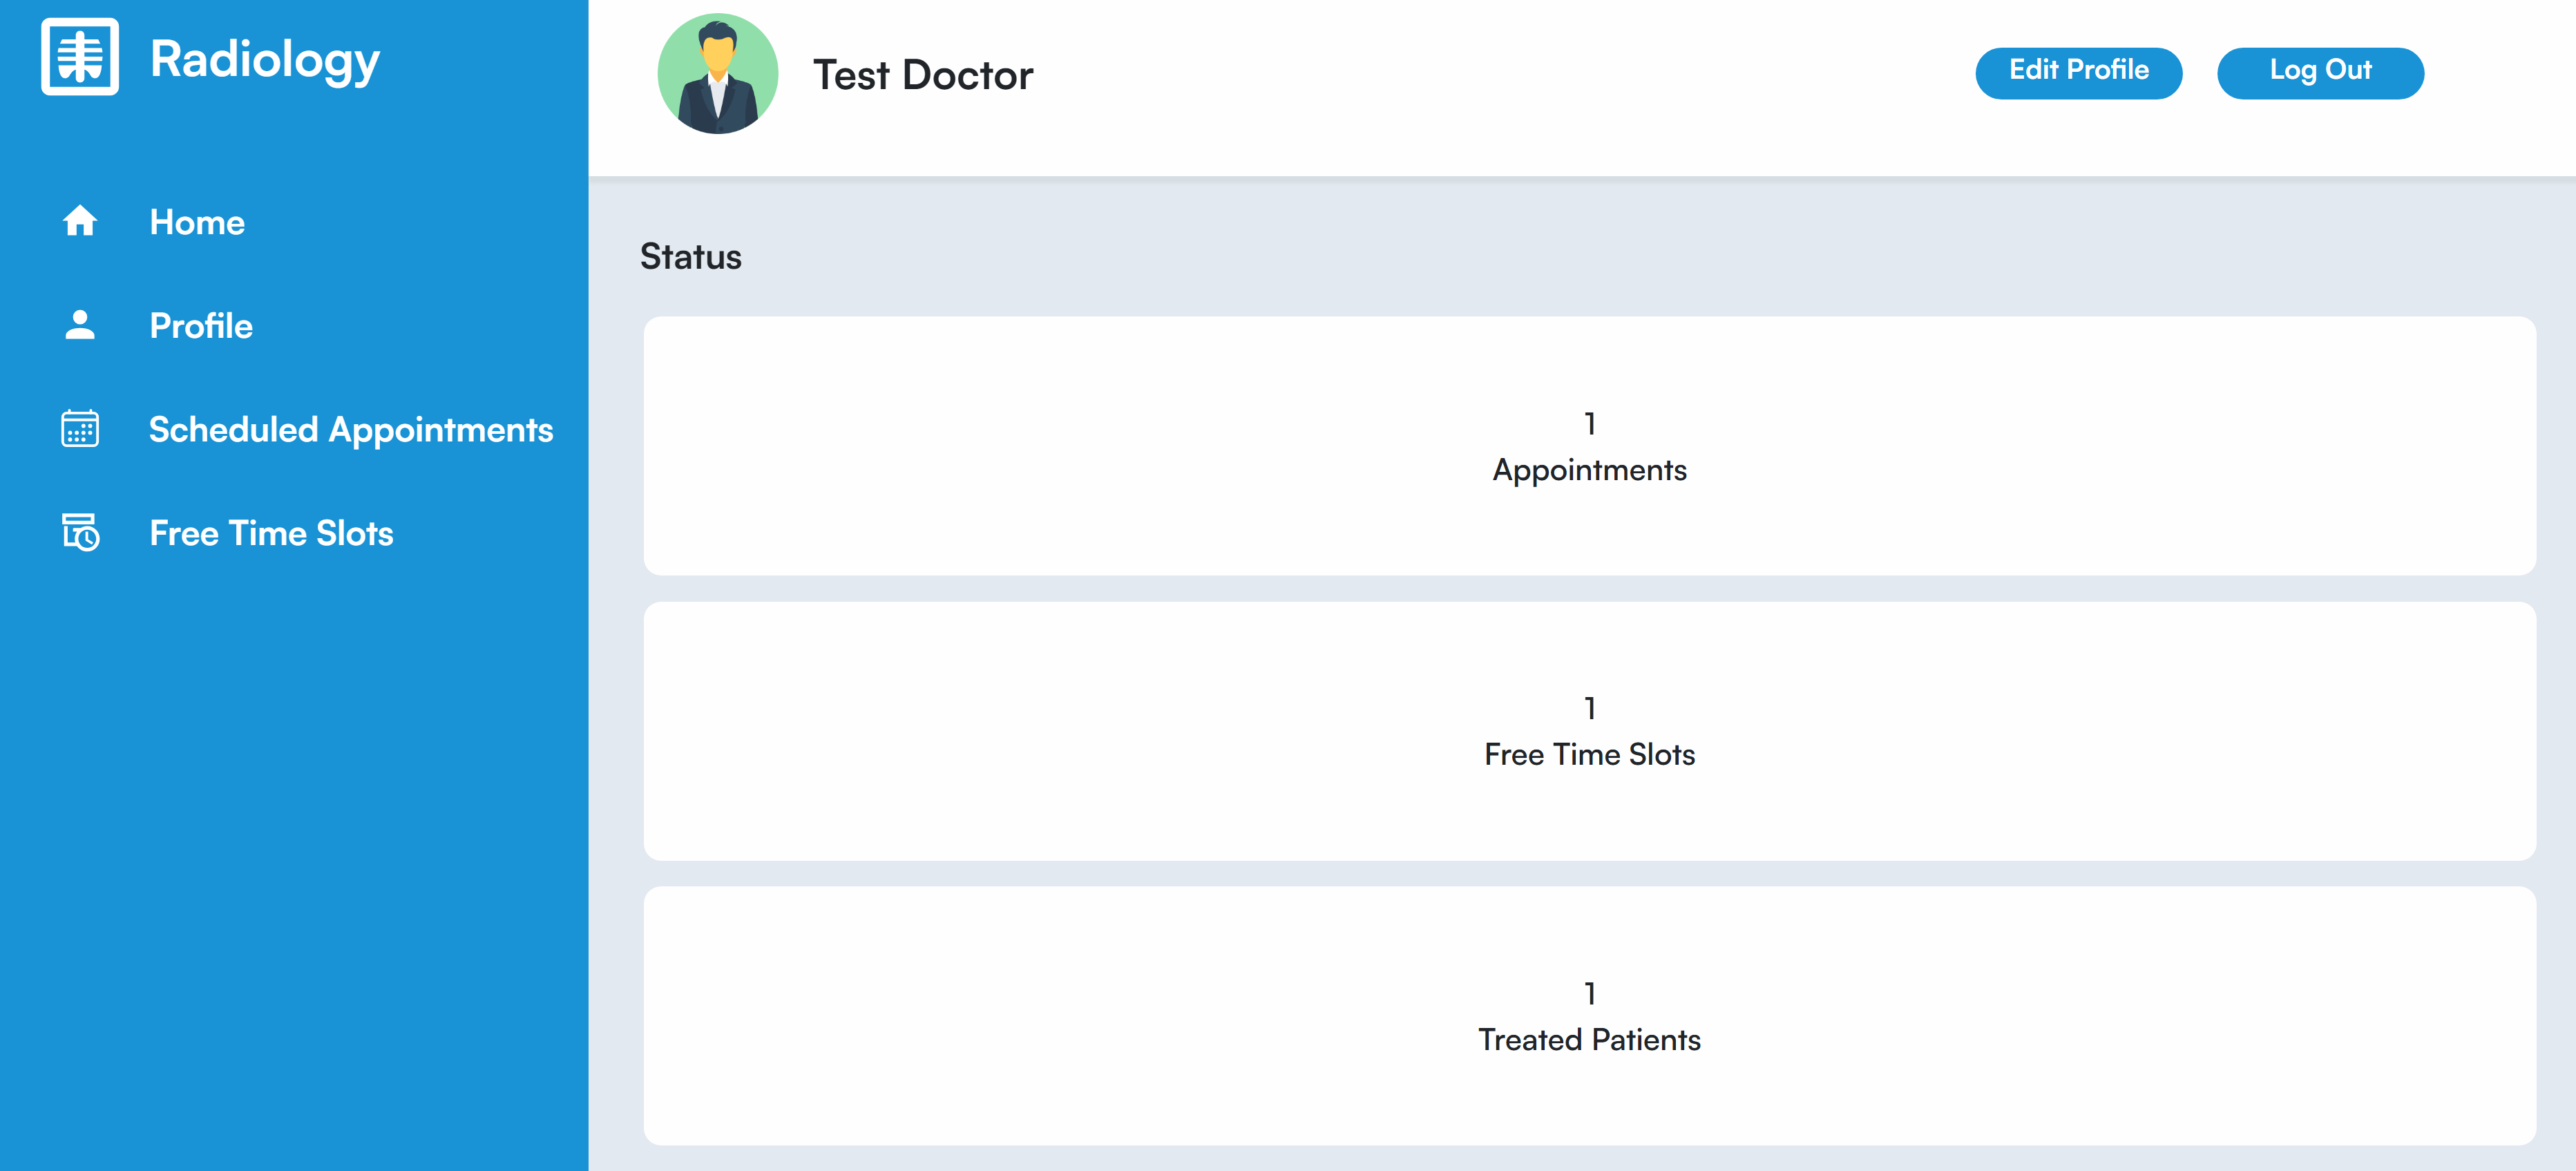 Radiology
Home
Profile
Scheduled Appointments
Free Time Slots
Test Doctor
Edit Profile
Log Out
Status
1
Appointments
1
Free Time Slots
1
Treated Patients